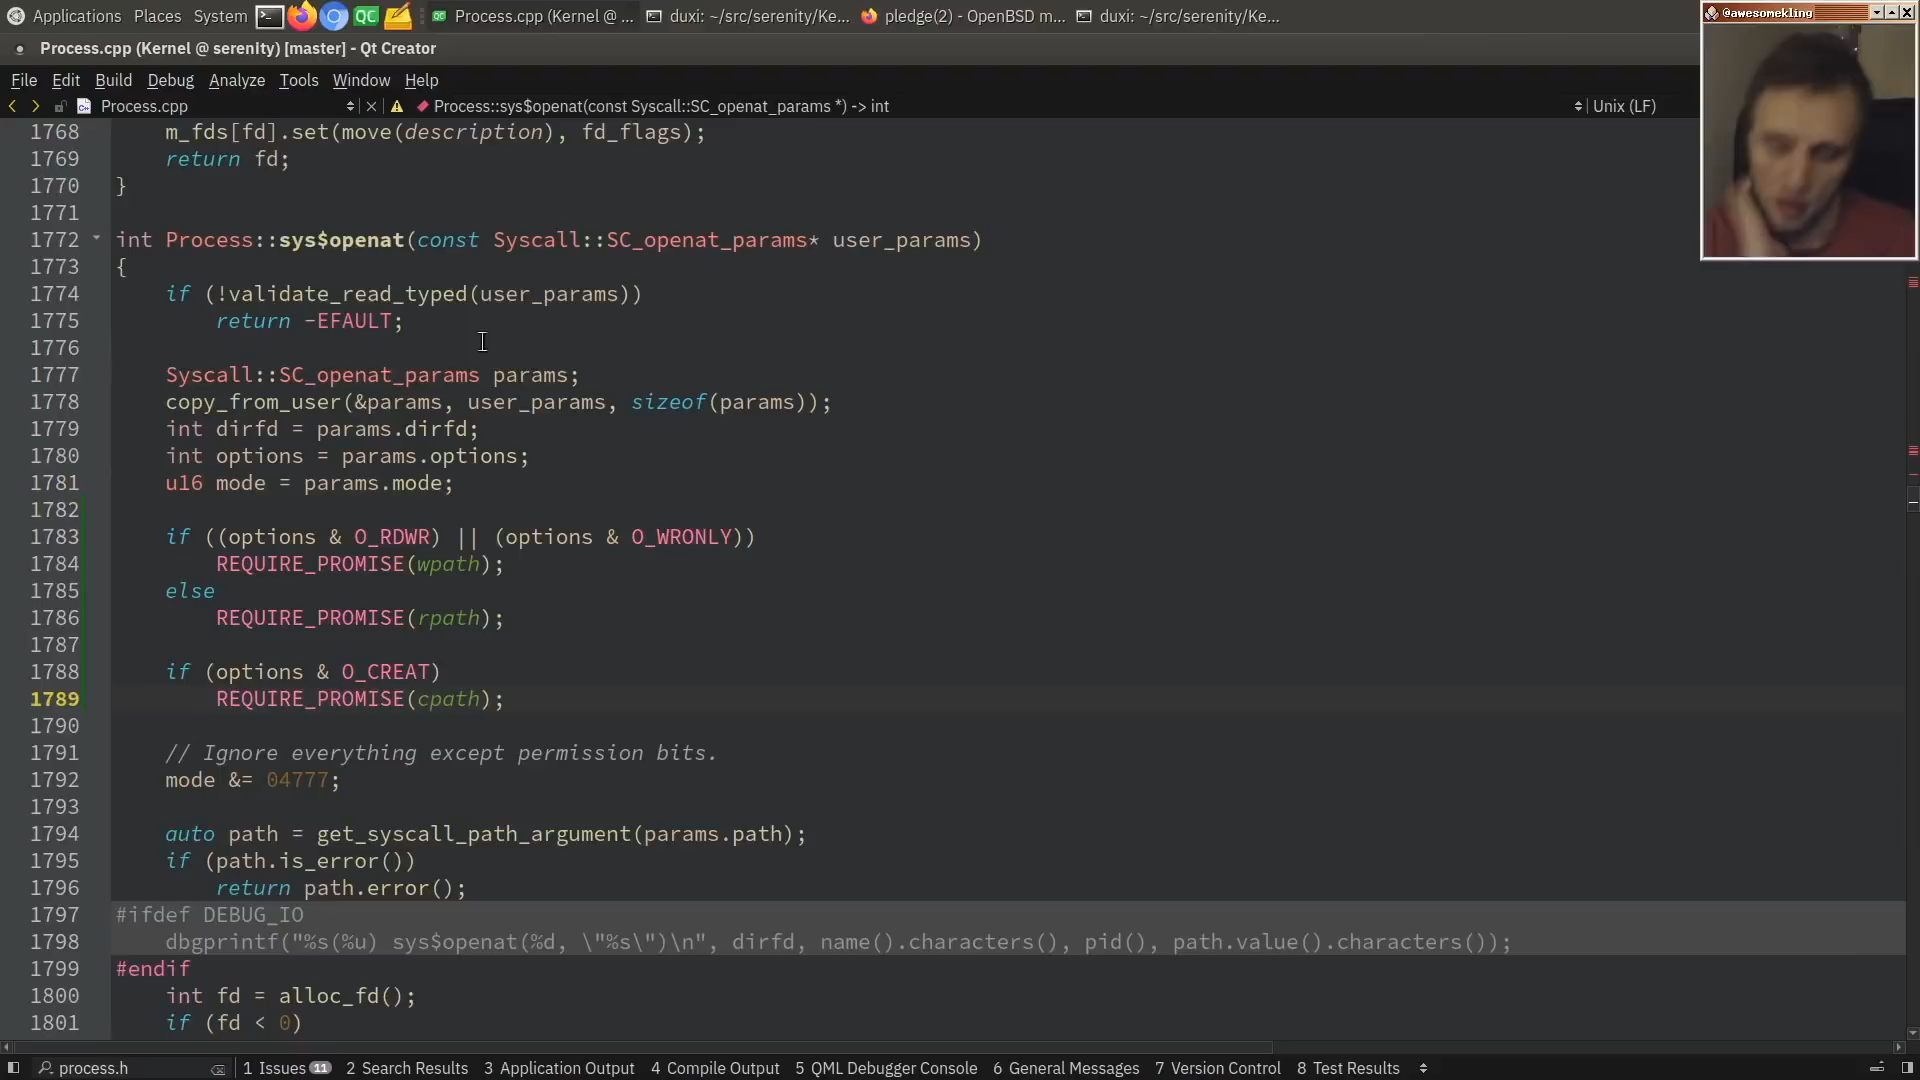 Applications Places System Process.cpp (Kernel @ ... duxi: ~/src/serenity/Ke... pledge(2) - OpenBSD m... duxi: ~/src/serenity/Ke...
@awesomekling
Process.cpp (Kernel @ serenity) [master] - Qt Creator
File Edit Build Debug Analyze Tools Window Help
Process.cpp Process::sys$openat(const Syscall::SC_openat_params *) -> int Unix (LF)
1768 m_fds[fd].set(move(description), fd_flags);
1769 return fd;
1770 }
1771
1772 int Process::sys$openat(const Syscall::SC_openat_params* user_params)
1773 {
1774 if (!validate_read_typed(user_params))
1775 return -EFAULT;
1776
1777 Syscall::SC_openat_params params;
1778 copy_from_user(&params, user_params, sizeof(params));
1779 int dirfd = params.dirfd;
1780 int options = params.options;
1781 u16 mode = params.mode;
1782
1783 if ((options & O_RDWR) || (options & O_WRONLY))
1784 REQUIRE_PROMISE(wpath);
1785 else
1786 REQUIRE_PROMISE(rpath);
1787
1788 if (options & O_CREAT)
1789 REQUIRE_PROMISE(cpath);
1790
1791 // Ignore everything except permission bits.
1792 mode &= 04777;
1793
1794 auto path = get_syscall_path_argument(params.path);
1795 if (path.is_error())
1796 return path.error();
1797 #ifdef DEBUG_IO
1798 dbgprintf("%s(%u) sys$openat(%d, \"%s\")\n", dirfd, name().characters(), pid(), path.value().characters());
1799 #endif
1800 int fd = alloc_fd();
1801 if (fd < 0)
process.h 1 Issues 11 2 Search Results 3 Application Output 4 Compile Output 5 QML Debugger Console 6 General Messages 7 Version Control 8 Test Results